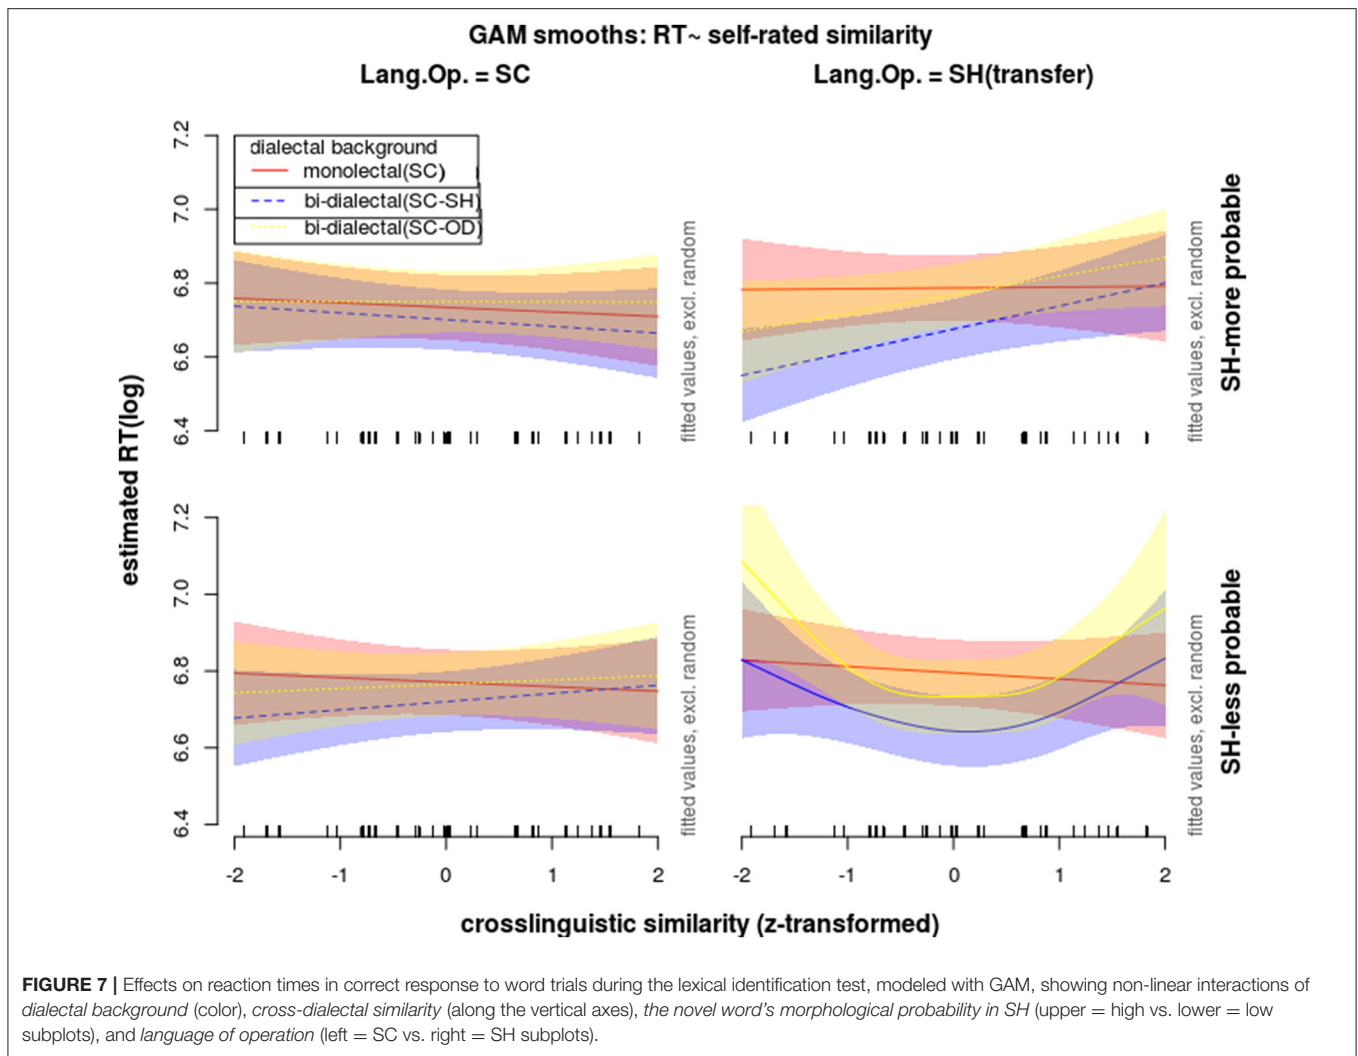 GAM smooths: RT~ self-rated similarity
Lang.Op. = SC
Lang.Op. = SH(transfer)
dialectal background
monolectal(SC)
bi-dialectal(SC-SH)
bi-dialectal(SC-OD)
7.2
7.0
6.8
6.6
6.4
fitted values, excl. random
fitted values, excl. random
SH-more probable
estimated RT(log)
7.2
7.0
6.8
6.6
6.4
fitted values, excl. random
fitted values, excl. random
SH-less probable
-2 -1 0 1 2
-2 -1 0 1 2
crosslinguistic similarity (z-transformed)
FIGURE 7 | Effects on reaction times in correct response to word trials during the lexical identification test, modeled with GAM, showing non-linear interactions of
dialectal background (color), cross-dialectal similarity (along the vertical axes), the novel word's morphological probability in SH (upper = high vs. lower = low
subplots), and language of operation (left = SC vs. right = SH subplots).